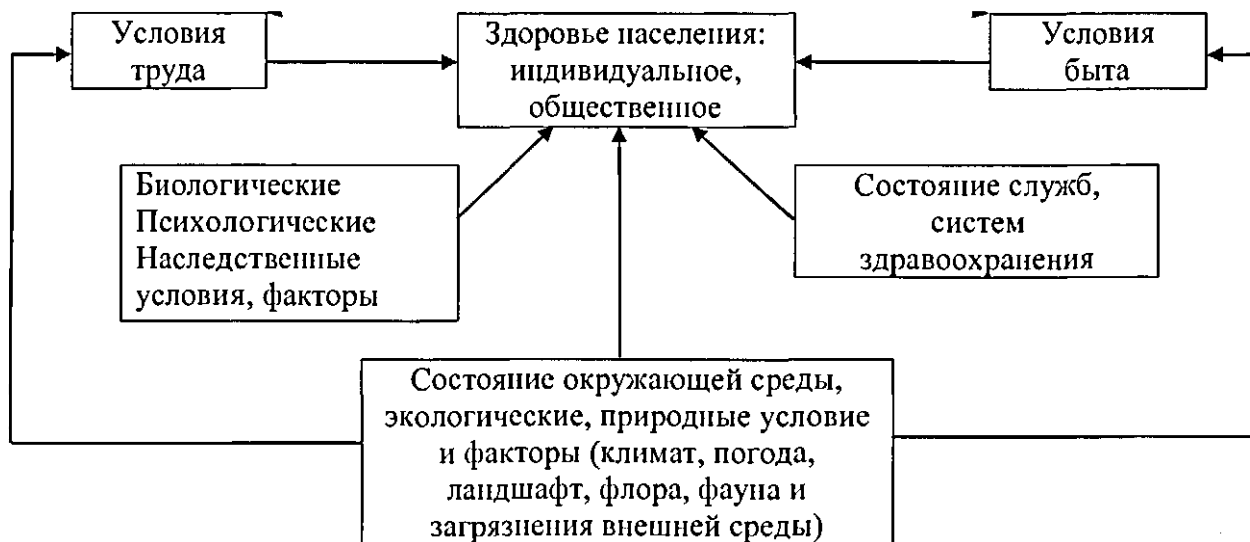 Условия
труда
Здоровье населения:
индивидуальное,
общественное
Условия
быта
Биологические
Психологические
Наследственные
условия, факторы
Состояние служб,
систем
здравоохранения
Состояние окружающей среды,
экологические, природные условие
и факторы (климат, погода,
ландшафт, флора, фауна и
загрязнения внешней среды)